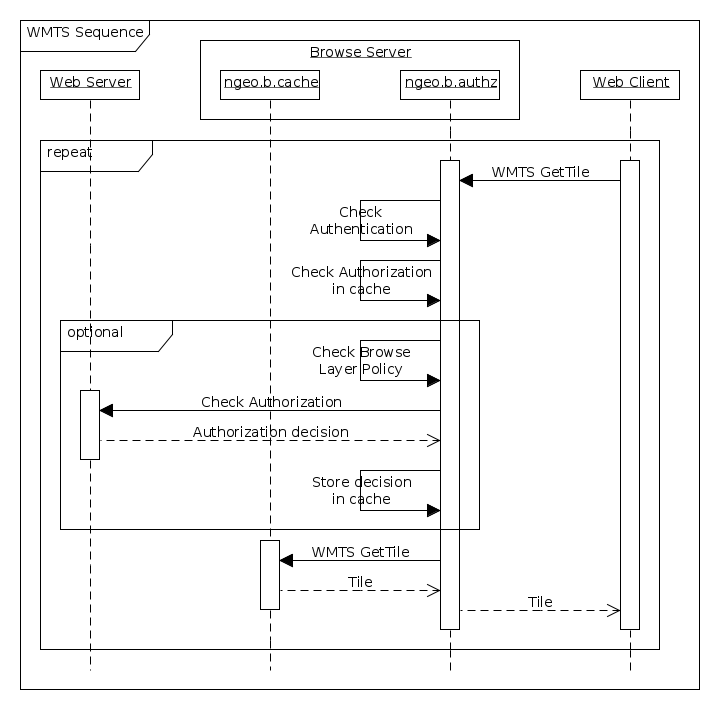 WMTS Sequence
Browse Server
Web Server
ngeo.b.cache
ngeo.b.authz
Web Client
repeat
WMTS GetTile
Check
Authentication
Check Authorization
in cache
optional
Check Browse
Layer Policy
Check Authorization
Authorization decision
Store decision
in cache
WMTS GetTile
Tile
Tile